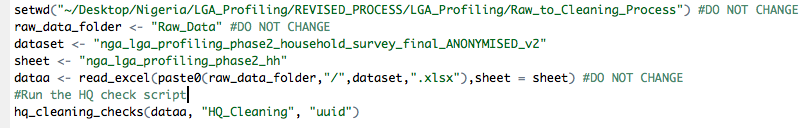 setwd("~/Desktop/Nigeria/LGA_Profiling/REVISED_PROCESS/LGA_Profiling/Raw_to_Cleaning_Process") #DO NOT CHANGE
raw_data_folder <- "Raw_Data" #DO NOT CHANGE
dataset <- "nga_lga_profiling_phase2_household_survey_final_ANONYMISED_v2"
sheet <- "nga_lga_profiling_phase2_hh"
dataa <- read_excel(paste0(raw_data_folder,"/",dataset,".xlsx"),sheet = sheet) #DO NOT CHANGE
#Run the HQ check script
hq_cleaning_checks(dataa, "HQ_Cleaning", "uuid")